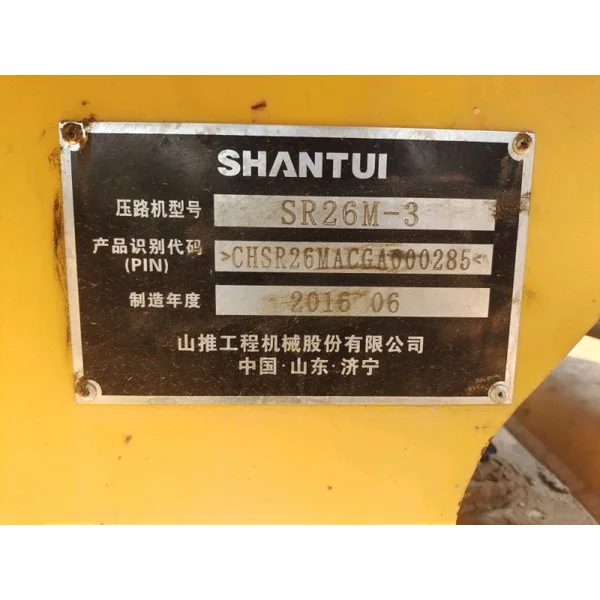 SHANTUI
压路机型号 SR26M-3
产品识别代码 (PIN) >CHSR26MACGA000285<
制造年度 2016 06
山推工程机械股份有限公司
中国·山东·济宁